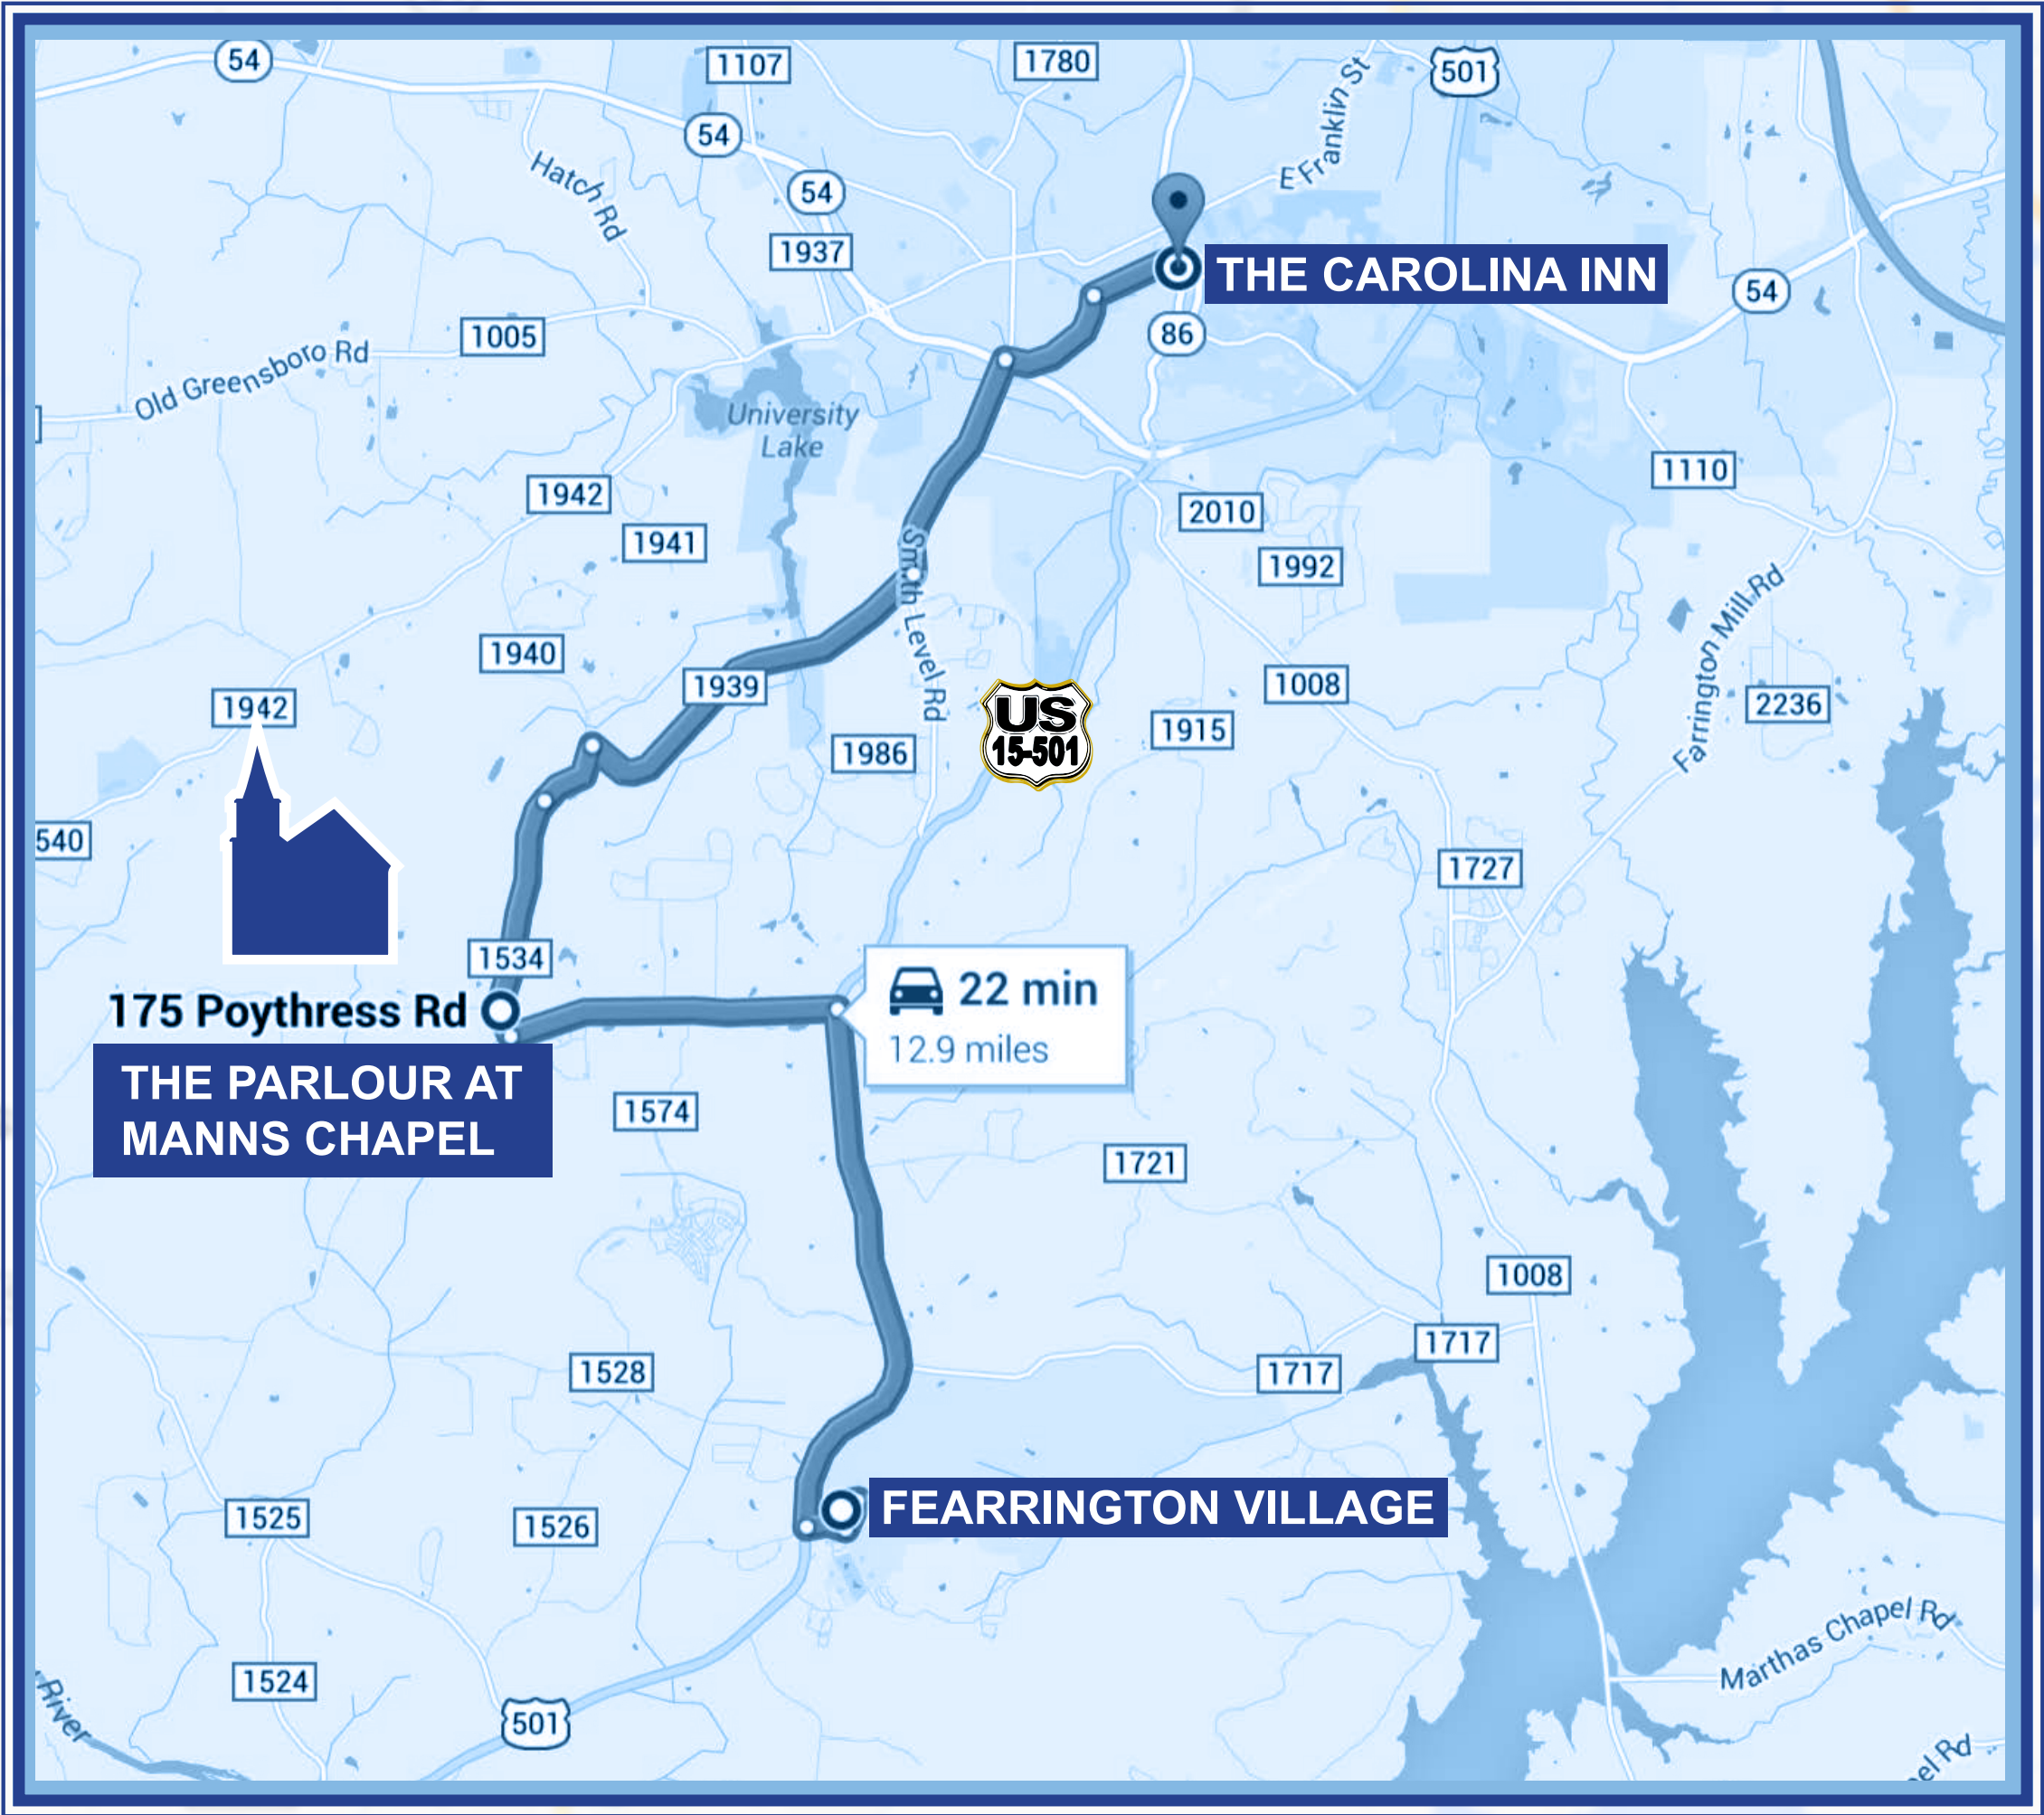 54
1107
1780
501
E Franklin St
54
Hatch Rd
54
1937
THE CAROLINA INN
54
86
1005
Old Greensboro Rd
University
Lake
1110
1942
2010
1941
1992
Smith Level Rd
Farrington Mill Rd
1940
1939
1008
2236
1942
US
15-501
1915
1986
540
1727
1534
175 Poythress Rd
22 min
12.9 miles
THE PARLOUR AT
MANNS CHAPEL
1574
1721
1008
1717
1528
1717
FEARRINGTON VILLAGE
1525
1526
Marthas Chapel Rd
1524
River
501
el Rd